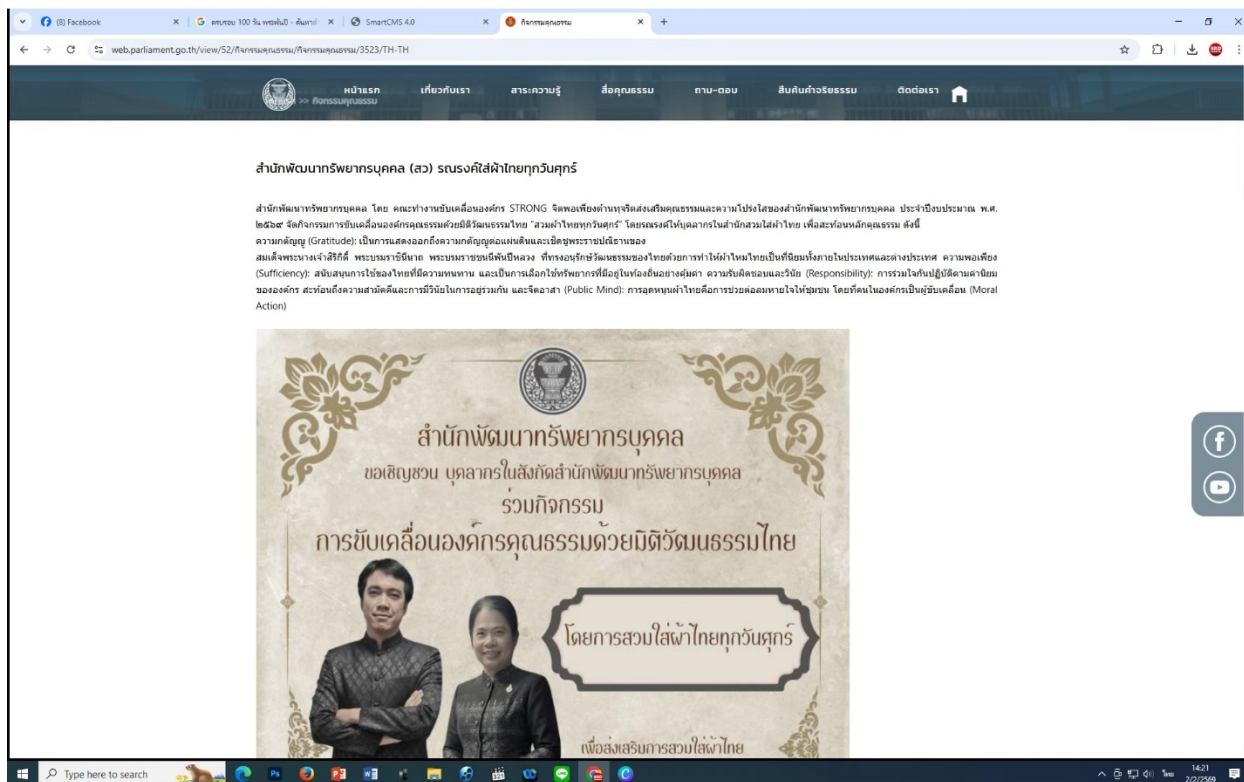 (8) Facebook
ครบรอบ 100 วัน พระพันปี - ค้นหาด้วย
SmartCMS 4.0
กิจกรรมคุณธรรม
web.parliament.go.th/view/52/กิจกรรมคุณธรรม/กิจกรรมคุณธรรม/3523/TH-TH
หน้าแรก เกี่ยวกับเรา สาระความรู้ สื่อคุณธรรม ถาม-ตอบ สืบค้นคำจริยธรรม ติดต่อเรา
หน้าแรก >> กิจกรรมคุณธรรม
สำนักพัฒนาทรัพยากรบุคคล (สว) รณรงค์ใส่ผ้าไทยทุกวันศุกร์
สำนักพัฒนาทรัพยากรบุคคล โดย คณะทำงานขับเคลื่อนองค์กร STRONG จิตพอเพียงต้านทุจริตส่งเสริมคุณธรรมและความโปร่งใสของสำนักพัฒนาทรัพยากรบุคคล ประจำปีงบประมาณ พ.ศ.
๒๕๖๙ จัดกิจกรรมการขับเคลื่อนองค์กรคุณธรรมด้วยมิติวัฒนธรรมไทย "สวมผ้าไทยทุกวันศุกร์" โดยรณรงค์ให้บุคลากรในสำนักสวมใส่ผ้าไทย เพื่อสะท้อนหลักคุณธรรม ดังนี้
ความกตัญญู (Gratitude): เป็นการแสดงออกถึงความกตัญญูต่อแผ่นดินและเชิดชูพระราชปณิธานของ
สมเด็จพระนางเจ้าสิริกิติ์ พระบรมราชินีนาถ พระบรมราชชนนีพันปีหลวง ที่ทรงอนุรักษ์วัฒนธรรมของไทยด้วยการทำให้ผ้าไหมไทยเป็นที่นิยมทั้งภายในประเทศและต่างประเทศ ความพอเพียง
(Sufficiency): สนับสนุนการใช้ของไทยที่มีความทนทาน และเป็นการเลือกใช้ทรัพยากรที่มีอยู่ในท้องถิ่นอย่างคุ้มค่า ความรับผิดชอบและวินัย (Responsibility): การร่วมใจกันปฏิบัติตามค่านิยม
ขององค์กร สะท้อนถึงความสามัคคีและการมีวินัยในการอยู่ร่วมกัน และจิตอาสา (Public Mind): การอุดหนุนผ้าไทยคือการช่วยต่อลมหายใจให้ชุมชน โดยที่คนในองค์กรเป็นผู้ขับเคลื่อน (Moral
Action)
สำนักพัฒนาทรัพยากรบุคคล
ขอเชิญชวน บุคลากรในสังกัดสำนักพัฒนาทรัพยากรบุคคล
ร่วมกิจกรรม
การขับเคลื่อนองค์กรคุณธรรมด้วยมิติวัฒนธรรมไทย
โดยการสวมใส่ผ้าไทยทุกวันศุกร์
เพื่อส่งเสริมการสวมใส่ผ้าไทย
Type here to search
ไทย
14:21
2/2/2569